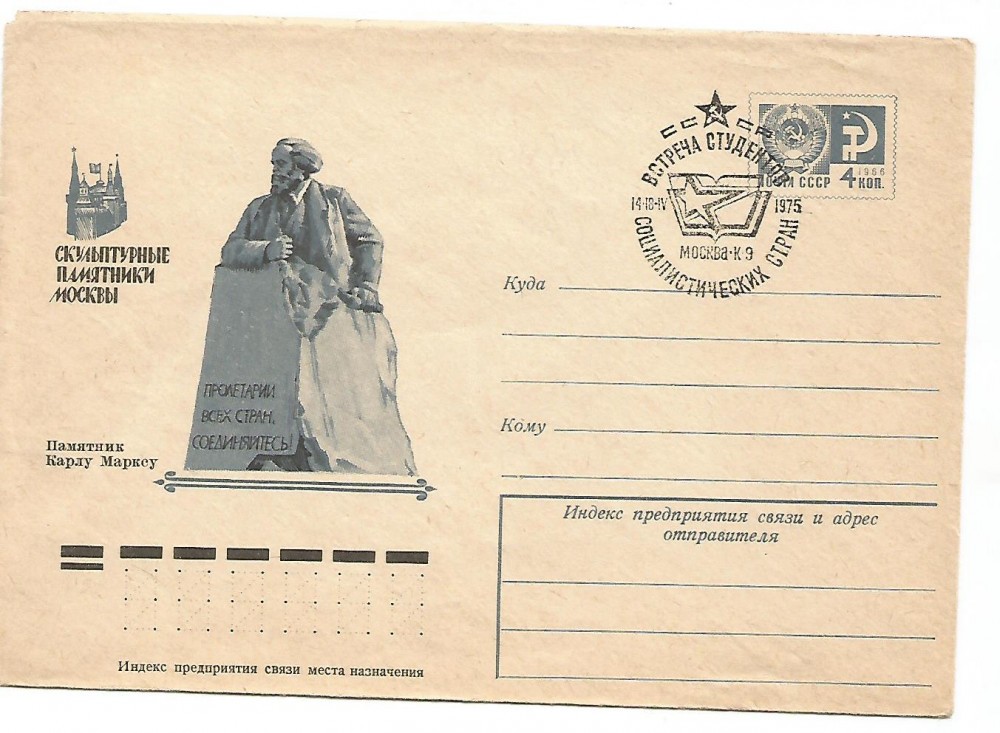 СКУЛЬПТУРНЫЕ
ПАМЯТНИКИ
МОСКВЫ
ПРОЛЕТАРИИ
ВСЕХ СТРАН,
СОЕДИНЯЙТЕСЬ!
Памятник
Карлу Марксу
СССР
ВСТРЕЧА СТУДЕНТОВ
14-18-IV
1975
МОСКВА-К9
СОЦИАЛИСТИЧЕСКИХ СТРАН
1966
ПОЧТА СССР 4 КОП.
Куда
Кому
Индекс предприятия связи и адрес
отправителя
Индекс предприятия связи места назначения